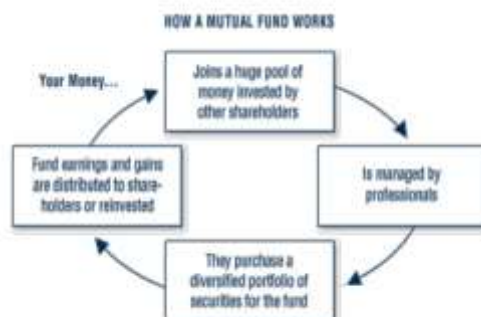 HOW A MUTUAL FUND WORKS
Your Money...
Joins a huge pool of
money invested by
other shareholders
Is managed by
professionals
They purchase a
diversified portfolio of
securities for the fund
Fund earnings and gains
are distributed to share-
holders or reinvested